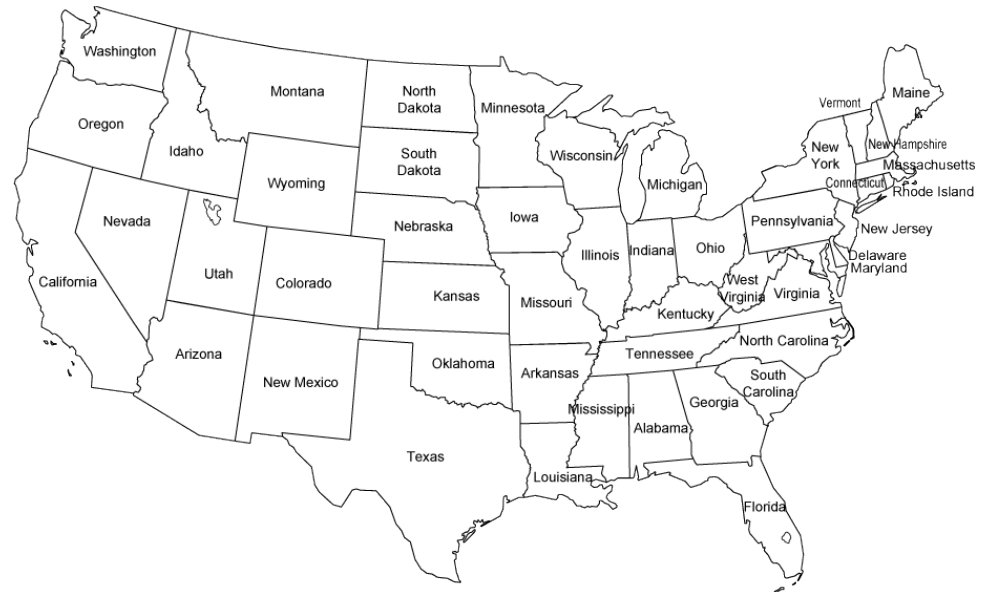 Washington
Oregon
California
Nevada
Idaho
Montana
Wyoming
Utah
Colorado
Arizona
New Mexico
North
Dakota
South
Dakota
Nebraska
Kansas
Oklahoma
Texas
Minnesota
Iowa
Missouri
Arkansas
Louisiana
Wisconsin
Illinois
Michigan
Indiana
Ohio
Kentucky
Tennessee
Mississippi
Alabama
Georgia
Florida
South
Carolina
North Carolina
Virginia
West
Virginia
Pennsylvania
New
York
Vermont
Maine
New Hampshire
Massachusetts
Connecticut
Rhode Island
New Jersey
Delaware
Maryland